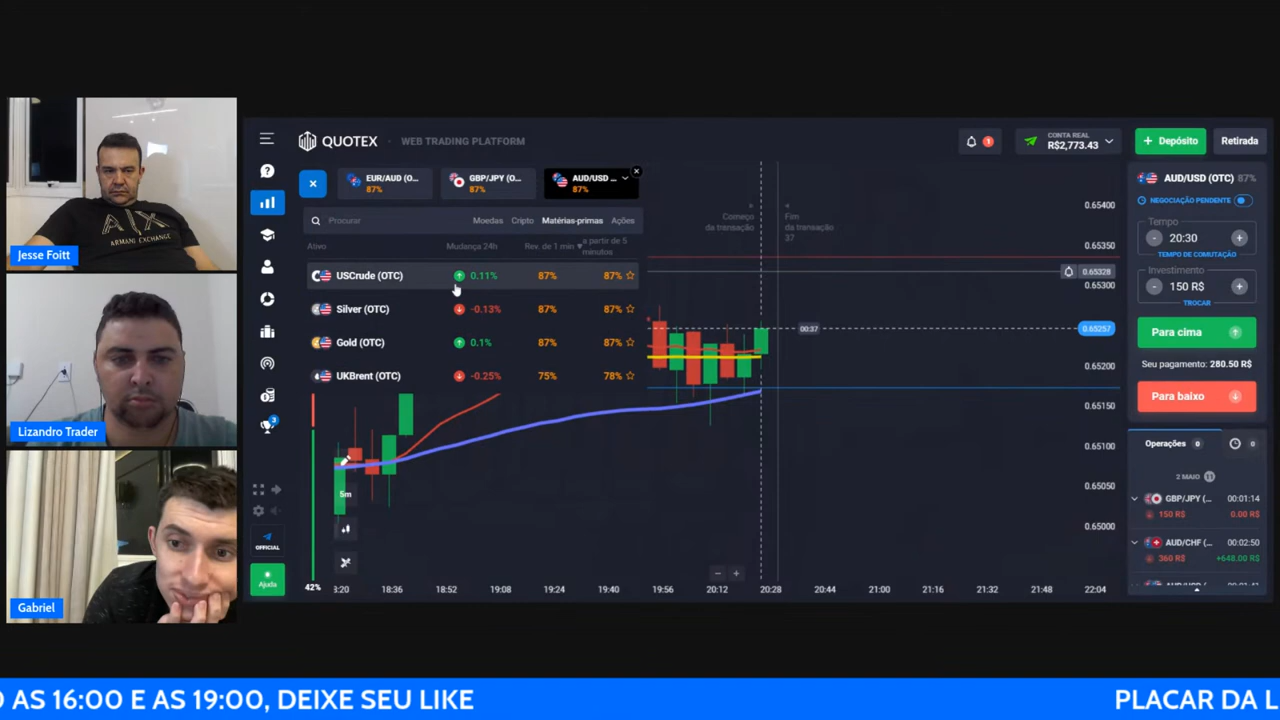 Jesse Foitt
A|X
ARMANI EXCHANGE
Lizandro Trader
Gabriel
QUOTEX
WEB TRADING PLATFORM
1
CONTA REAL
R$2,773.43
+ Depósito
Retirada
EUR/AUD (O...
87%
GBP/JPY (O...
87%
AUD/USD ...
87%
Procurar
Moedas Cripto Matérias-primas Ações
Ativo Mudança 24h Rev. de 1 min a partir de 5 minutos
USCrude (OTC) 0.11% 87% 87%
Silver (OTC) -0.13% 87% 87%
Gold (OTC) 0.1% 87% 87%
UKBrent (OTC) -0.25% 75% 78%
Começo
da transação
Fim
da transação
37
00:37
0.65400
0.65350
0.65328
0.65300
0.65257
0.65200
0.65150
0.65100
0.65050
0.65000
5m
42%
3
OFFICIAL
Ajuda
3:20 18:36 18:52 19:08 19:24 19:40 19:56 20:12 20:28 20:44 21:00 21:16 21:32 21:48 22:04
AUD/USD (OTC) 87%
NEGOCIAÇÃO PENDENTE
Tempo
- 20:30 +
TEMPO DE COMUTAÇÃO
Investimento
- 150 R$ +
TROCAR
Para cima
Seu pagamento: 280.50 R$
Para baixo
Operações 0 0
2 MAIO 11
GBP/JPY (... 00:01:14
150 R$ 0.00 R$
AUD/CHF (... 00:02:50
360 R$ +648.00 R$
O AS 16:00 E AS 19:00, DEIXE SEU LIKE
PLACAR DA L